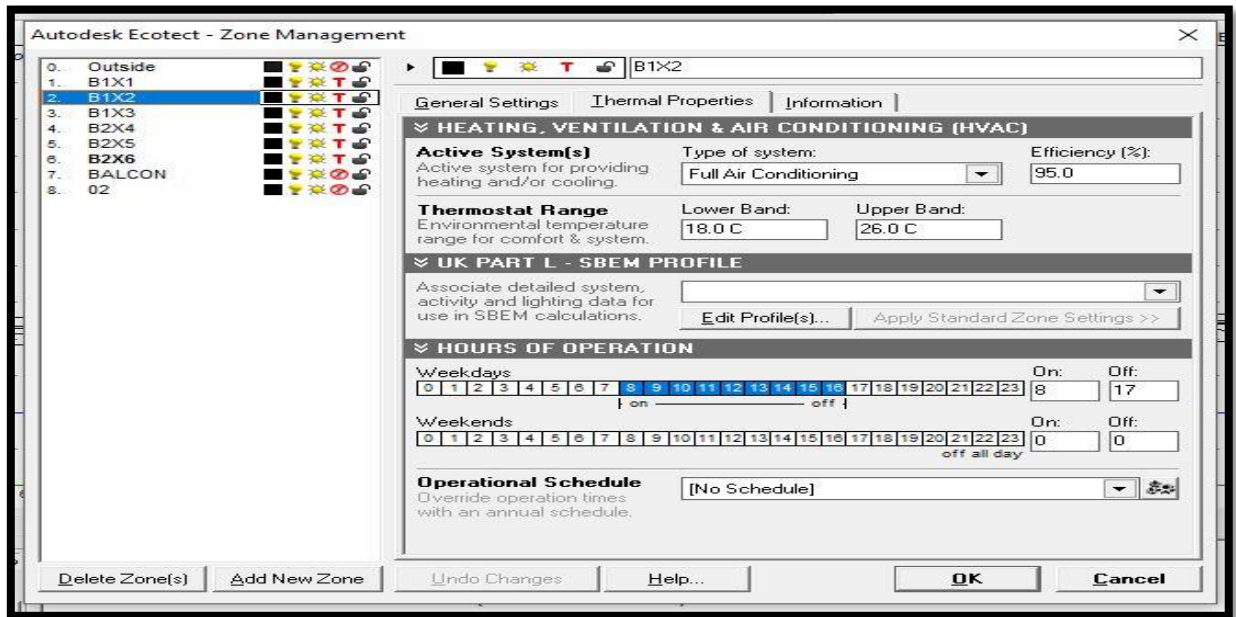 Autodesk Ecotect - Zone Management
0. Outside
1. B1X1
2. B1X2
3. B1X3
4. B2X4
5. B2X5
6. B2X6
7. BALCON
8. 02
T B1X2
General Settings Thermal Properties Information
HEATING, VENTILATION & AIR CONDITIONING (HVAC)
Active System(s) Type of system: Efficiency (%):
Active system for providing
heating and/or cooling.
Full Air Conditioning 95.0
Thermostat Range Lower Band: Upper Band:
Environmental temperature
range for comfort & system.
18.0 C 26.0 C
UK PART L - SBEM PROFILE
Associate detailed system,
activity and lighting data for
use in SBEM calculations.
Edit Profile(s)... Apply Standard Zone Settings >>
HOURS OF OPERATION
Weekdays On: Off:
0 1 2 3 4 5 6 7 8 9 10 11 12 13 14 15 16 17 18 19 20 21 22 23 8 17
on off
Weekends On: Off:
0 1 2 3 4 5 6 7 8 9 10 11 12 13 14 15 16 17 18 19 20 21 22 23 0 0
off all day
Operational Schedule [No Schedule]
Override operation times
with an annual schedule.
Delete Zone(s) Add New Zone Undo Changes Help... OK Cancel